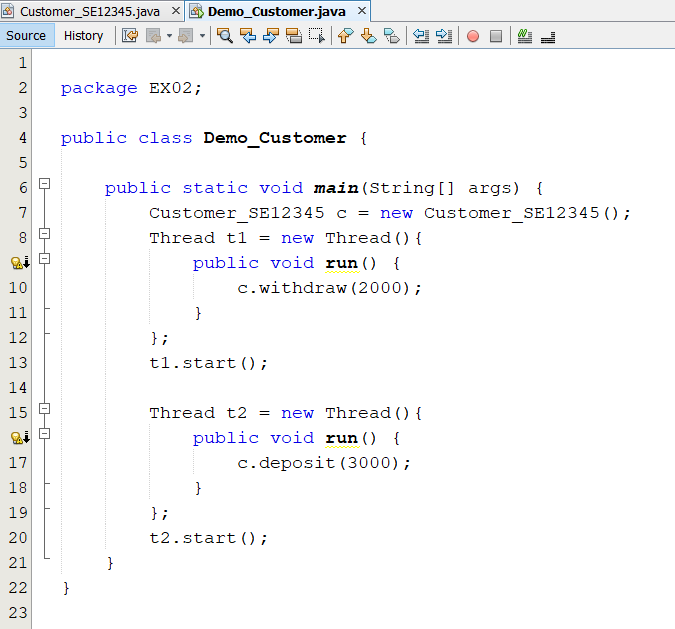 Customer_SE12345.java Demo_Customer.java
Source History
1
2 package EX02;
3
4 public class Demo_Customer {
5
6 public static void main(String[] args) {
7 Customer_SE12345 c = new Customer_SE12345();
8 Thread t1 = new Thread(){
public void run() {
10 c.withdraw(2000);
11 }
12 };
13 t1.start();
14
15 Thread t2 = new Thread(){
public void run() {
17 c.deposit(3000);
18 }
19 };
20 t2.start();
21 }
22 }
23